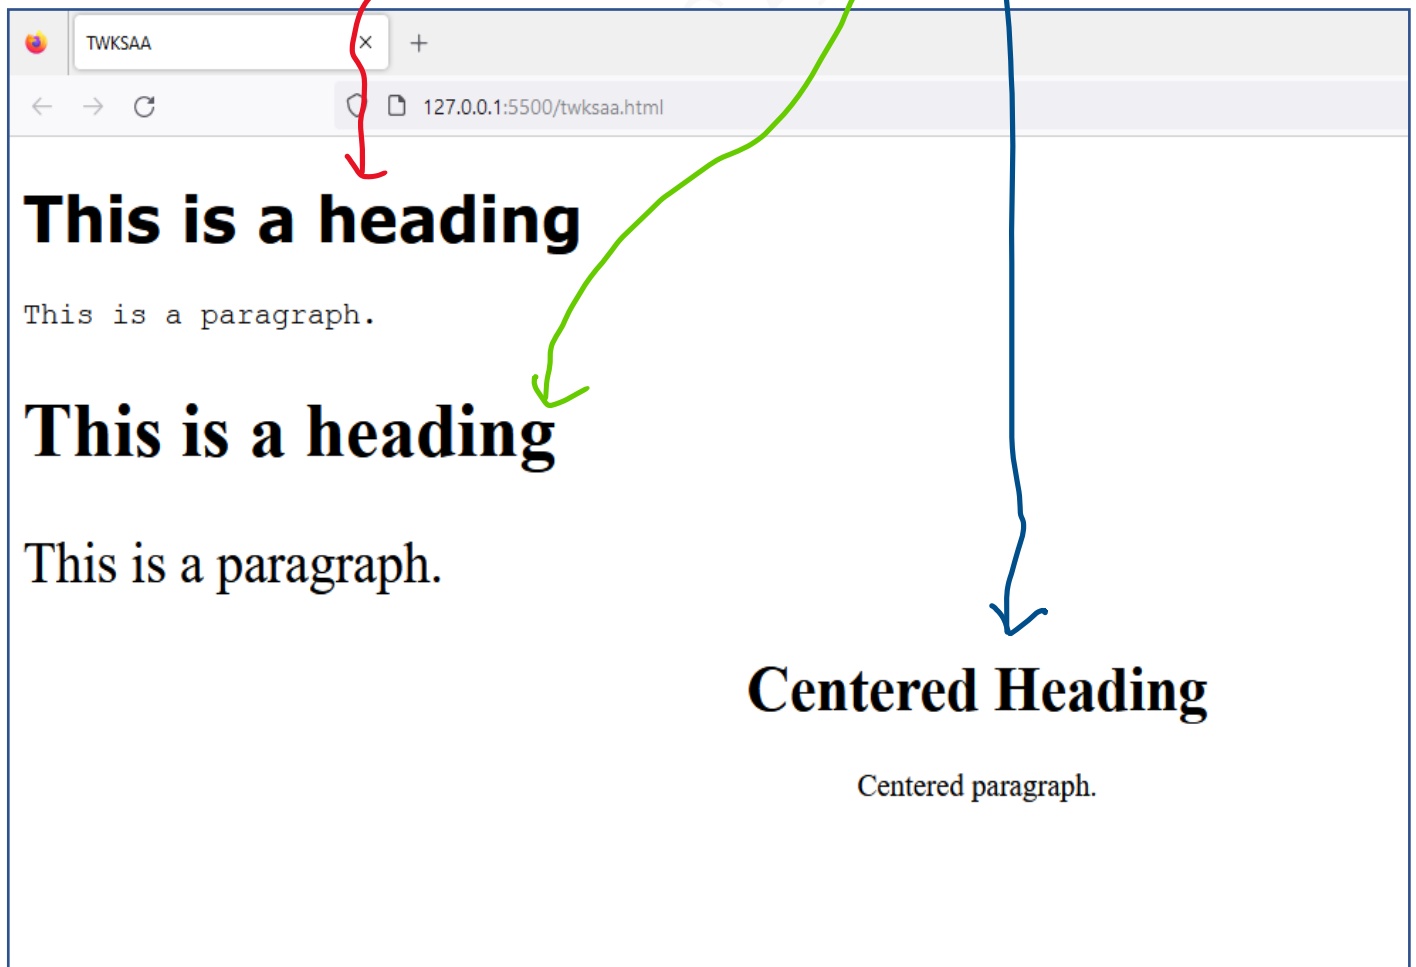 TWKSAA
127.0.0.1:5500/twksaa.html
This is a heading
This is a paragraph.
This is a heading
This is a paragraph.
Centered Heading
Centered paragraph.